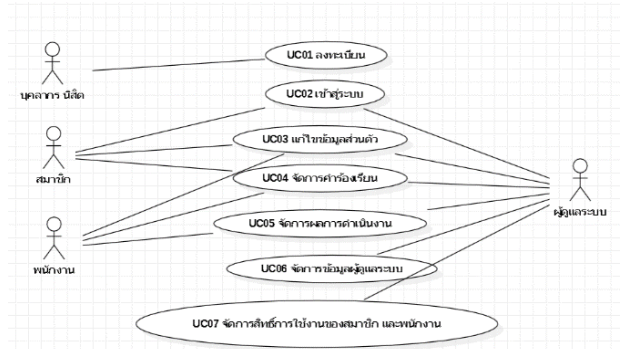 UC01 ลงทะเบียน
บุคลากร นิสิต
UC02 เข้าสู่ระบบ
UC03 แก้ไขข้อมูลส่วนตัว
สมาชิก
UC04 จัดการคำร้องเรียน
ผู้ดูแลระบบ
UC05 จัดการผลการดำเนินงาน
พนักงาน
UC06 จัดการข้อมูลผู้ดูแลระบบ
UC07 จัดการสิทธิ์การใช้งานของสมาชิก และพนักงาน